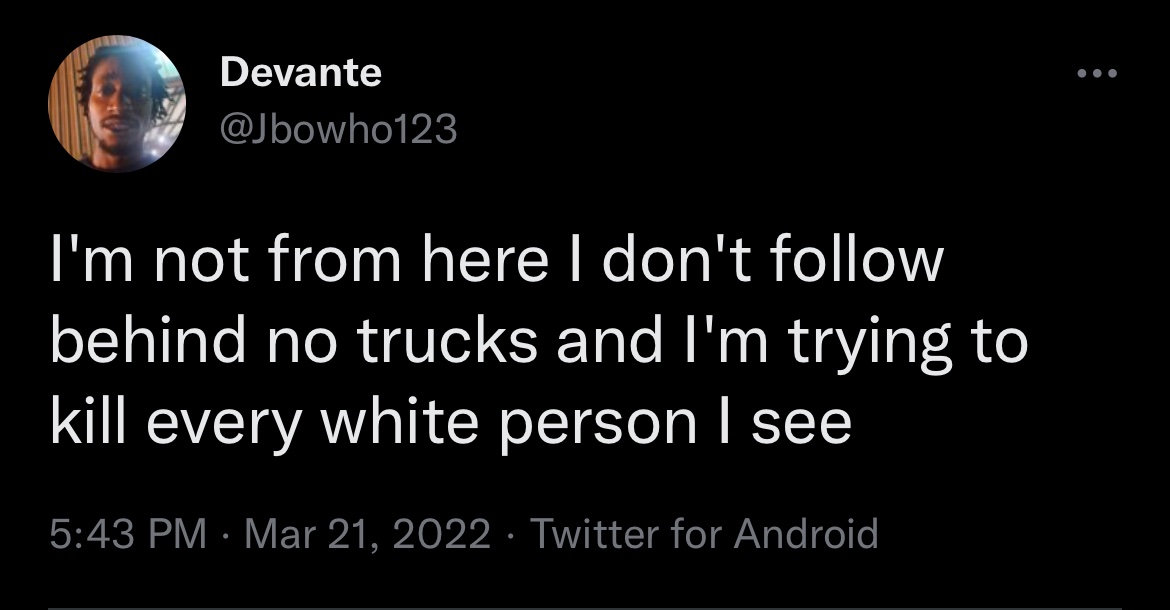 Devante
@Jbowho123
I'm not from here I don't follow
behind no trucks and I'm trying to
kill every white person I see
5:43 PM · Mar 21, 2022 · Twitter for Android